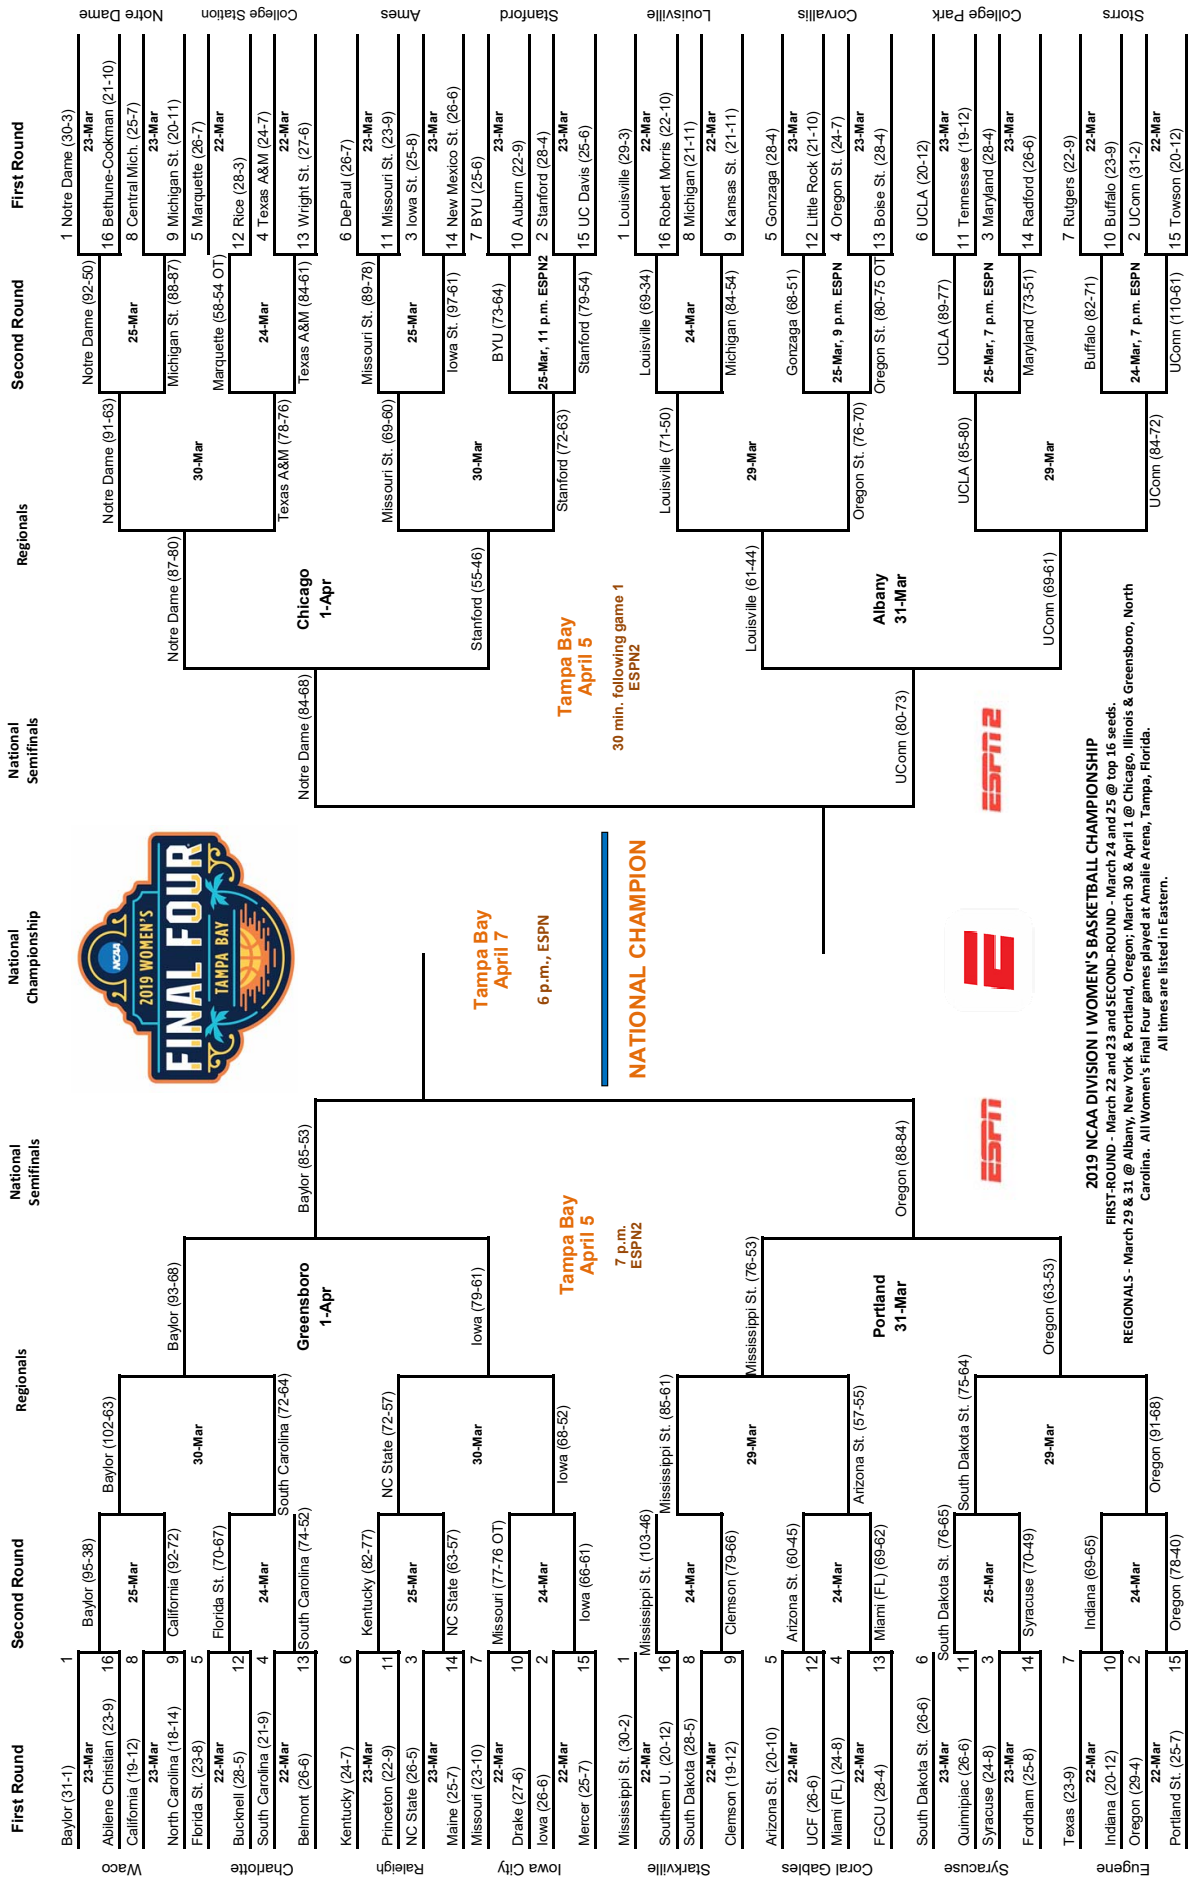 First Round
Second Round
Regionals
National
Semifinals
National
Championship
National
Semifinals
Regionals
Second Round
First Round
Waco
Baylor (31-1) 1
23-Mar
Abilene Christian (23-9) 16
California (19-12) 8
23-Mar
North Carolina (18-14) 9
Charlotte
Florida St. (23-8) 5
22-Mar
Bucknell (28-5) 12
South Carolina (21-9) 4
22-Mar
Belmont (26-6) 13
Raleigh
Kentucky (24-7) 6
23-Mar
Princeton (22-9) 11
NC State (26-5) 3
23-Mar
Maine (25-7) 14
Iowa City
Missouri (23-10) 7
22-Mar
Drake (27-6) 10
Iowa (26-6) 2
22-Mar
Mercer (25-7) 15
Starkville
Mississippi St. (30-2) 1
22-Mar
Southern U. (20-12) 16
South Dakota (28-5) 8
22-Mar
Clemson (19-12) 9
Coral Gables
Arizona St. (20-10) 5
22-Mar
UCF (26-6) 12
Miami (FL) (24-8) 4
22-Mar
FGCU (28-4) 13
Syracuse
South Dakota St. (26-6) 6
23-Mar
Quinnipiac (26-6) 11
Syracuse (24-8) 3
23-Mar
Fordham (25-8) 14
Eugene
Texas (23-9) 7
22-Mar
Indiana (20-12) 10
Oregon (29-4) 2
22-Mar
Portland St. (25-7) 15
Baylor (95-38)
25-Mar
California (92-72)
Florida St. (70-67)
24-Mar
South Carolina (74-52)
Kentucky (82-77)
25-Mar
NC State (63-57)
Missouri (77-76 OT)
24-Mar
Iowa (66-61)
Mississippi St. (103-46)
24-Mar
Clemson (79-66)
Arizona St. (60-45)
24-Mar
Miami (FL) (69-62)
South Dakota St. (76-65)
25-Mar
Syracuse (70-49)
Indiana (69-65)
24-Mar
Oregon (78-40)
Baylor (102-63)
30-Mar
South Carolina (72-64)
NC State (72-57)
30-Mar
Iowa (68-52)
Mississippi St. (85-61)
29-Mar
Arizona St. (57-55)
South Dakota St. (75-64)
29-Mar
Oregon (91-68)
Baylor (93-68)
Greensboro
1-Apr
Iowa (79-61)
Mississippi St. (76-53)
Portland
31-Mar
Oregon (63-53)
Baylor (85-53)
Tampa Bay
April 5
7 p.m.
ESPN2
Oregon (88-84)
ESPN
NCAA
2019 WOMEN'S
FINAL FOUR
TAMPA BAY
Tampa Bay
April 7
6 p.m., ESPN
NATIONAL CHAMPION
E
Notre Dame (84-68)
Tampa Bay
April 5
30 min. following game 1
ESPN2
UConn (80-73)
ESPN2
Notre Dame (87-80)
Chicago
1-Apr
Stanford (55-46)
Louisville (61-44)
Albany
31-Mar
UConn (69-61)
Notre Dame (91-63)
30-Mar
Texas A&M (78-76)
Missouri St. (69-60)
30-Mar
Stanford (72-63)
Louisville (71-50)
29-Mar
Oregon St. (76-70)
UCLA (85-80)
29-Mar
UConn (84-72)
Notre Dame (92-50)
25-Mar
Michigan St. (88-87)
Marquette (58-54 OT)
24-Mar
Texas A&M (84-61)
Missouri St. (89-78)
25-Mar
Iowa St. (97-61)
BYU (73-64)
25-Mar, 11 p.m. ESPN2
Stanford (79-54)
Louisville (69-34)
24-Mar
Michigan (84-54)
Gonzaga (68-51)
25-Mar, 9 p.m. ESPN
Oregon St. (80-75 OT)
UCLA (89-77)
25-Mar, 7 p.m. ESPN
Maryland (73-51)
Buffalo (82-71)
24-Mar, 7 p.m. ESPN
UConn (110-61)
1 Notre Dame (30-3)
23-Mar
16 Bethune-Cookman (21-10)
8 Central Mich. (25-7)
23-Mar
9 Michigan St. (20-11)
Notre Dame
5 Marquette (26-7)
22-Mar
12 Rice (28-3)
4 Texas A&M (24-7)
22-Mar
13 Wright St. (27-6)
College Station
6 DePaul (26-7)
23-Mar
11 Missouri St. (23-9)
3 Iowa St. (25-8)
23-Mar
14 New Mexico St. (26-6)
Ames
7 BYU (25-6)
23-Mar
10 Auburn (22-9)
2 Stanford (28-4)
23-Mar
15 UC Davis (25-6)
Stanford
1 Louisville (29-3)
22-Mar
16 Robert Morris (22-10)
8 Michigan (21-11)
22-Mar
9 Kansas St. (21-11)
Louisville
5 Gonzaga (28-4)
23-Mar
12 Little Rock (21-10)
4 Oregon St. (24-7)
23-Mar
13 Boise St. (28-4)
Corvallis
6 UCLA (20-12)
23-Mar
11 Tennessee (19-12)
3 Maryland (28-4)
23-Mar
14 Radford (26-6)
College Park
7 Rutgers (22-9)
22-Mar
10 Buffalo (23-9)
2 UConn (31-2)
22-Mar
15 Towson (20-12)
Storrs
2019 NCAA DIVISION I WOMEN'S BASKETBALL CHAMPIONSHIP
FIRST-ROUND - March 22 and 23 and SECOND-ROUND - March 24 and 25 @ top 16 seeds.
REGIONALS - March 29 & 31 @ Albany, New York & Portland, Oregon; March 30 & April 1 @ Chicago, Illinois & Greensboro, North
Carolina. All Women's Final Four games played at Amalie Arena, Tampa, Florida.
All times are listed in Eastern.